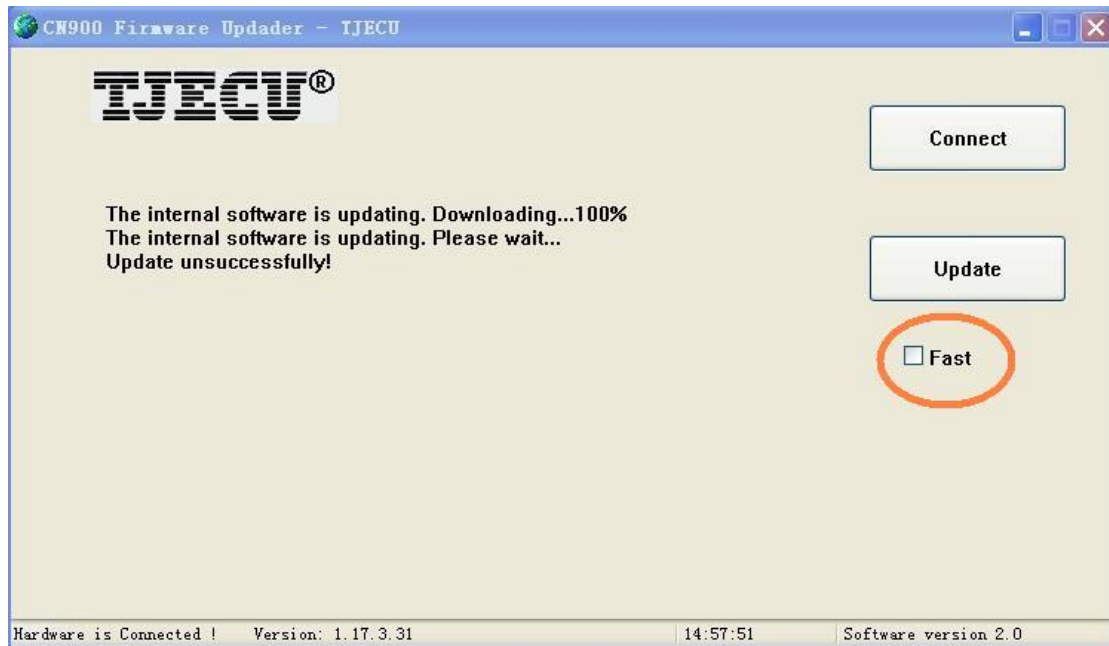 CN900 Firmware Updader - TJECU
TJECU®
Connect
The internal software is updating. Downloading...100%
The internal software is updating. Please wait...
Update unsuccessfully!
Update
Fast
Hardware is Connected ! Version: 1.17.3.31 14:57:51 Software version 2.0